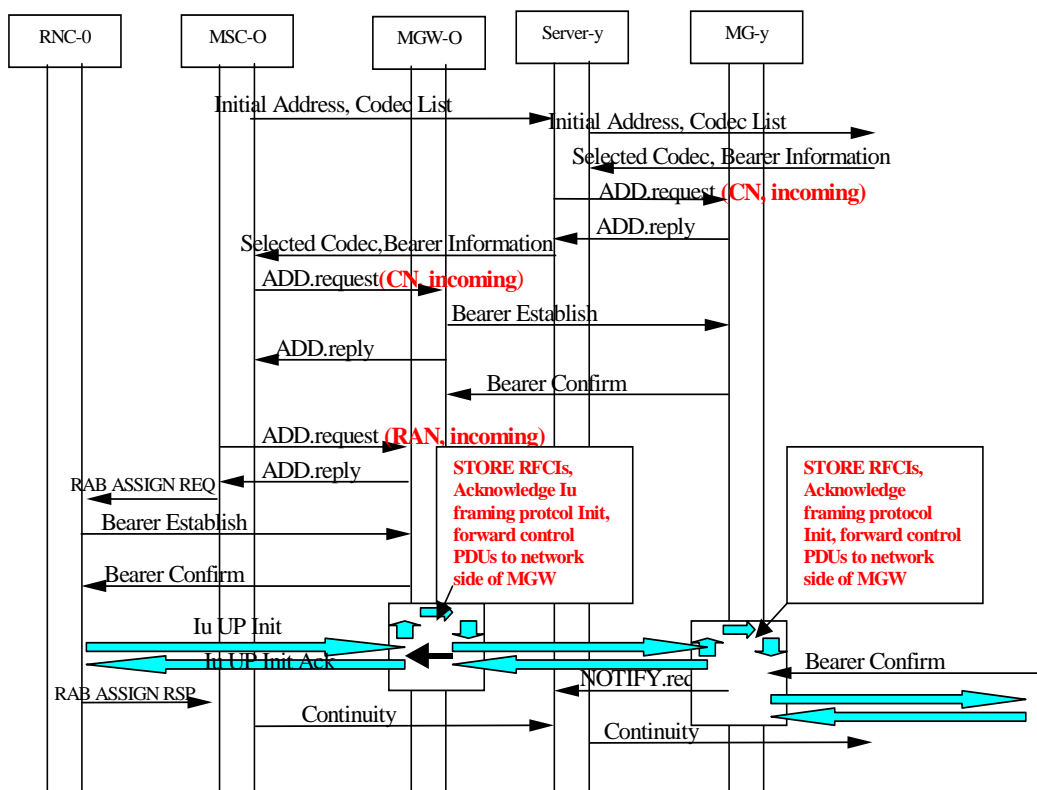 RNC-0
MSC-O
MGW-O
Server-y
MG-y
Initial Address, Codec List
Initial Address, Codec List
Selected Codec, Bearer Information
ADD.request (CN, incoming)
ADD.reply
Selected Codec,Bearer Information
ADD.request(CN, incoming)
Bearer Establish
ADD.reply
Bearer Confirm
ADD.request (RAN, incoming)
ADD.reply
RAB ASSIGN REQ
Bearer Establish
Bearer Confirm
STORE RFCIs,
Acknowledge Iu
framing protcol Init,
forward control
PDUs to network
side of MGW
STORE RFCIs,
Acknowledge
framing protocol
Init, forward control
PDUs to network
side of MGW
Iu UP Init
Iu UP Init Ack
Bearer Confirm
NOTIFY.req
RAB ASSIGN RSP
Continuity
Continuity